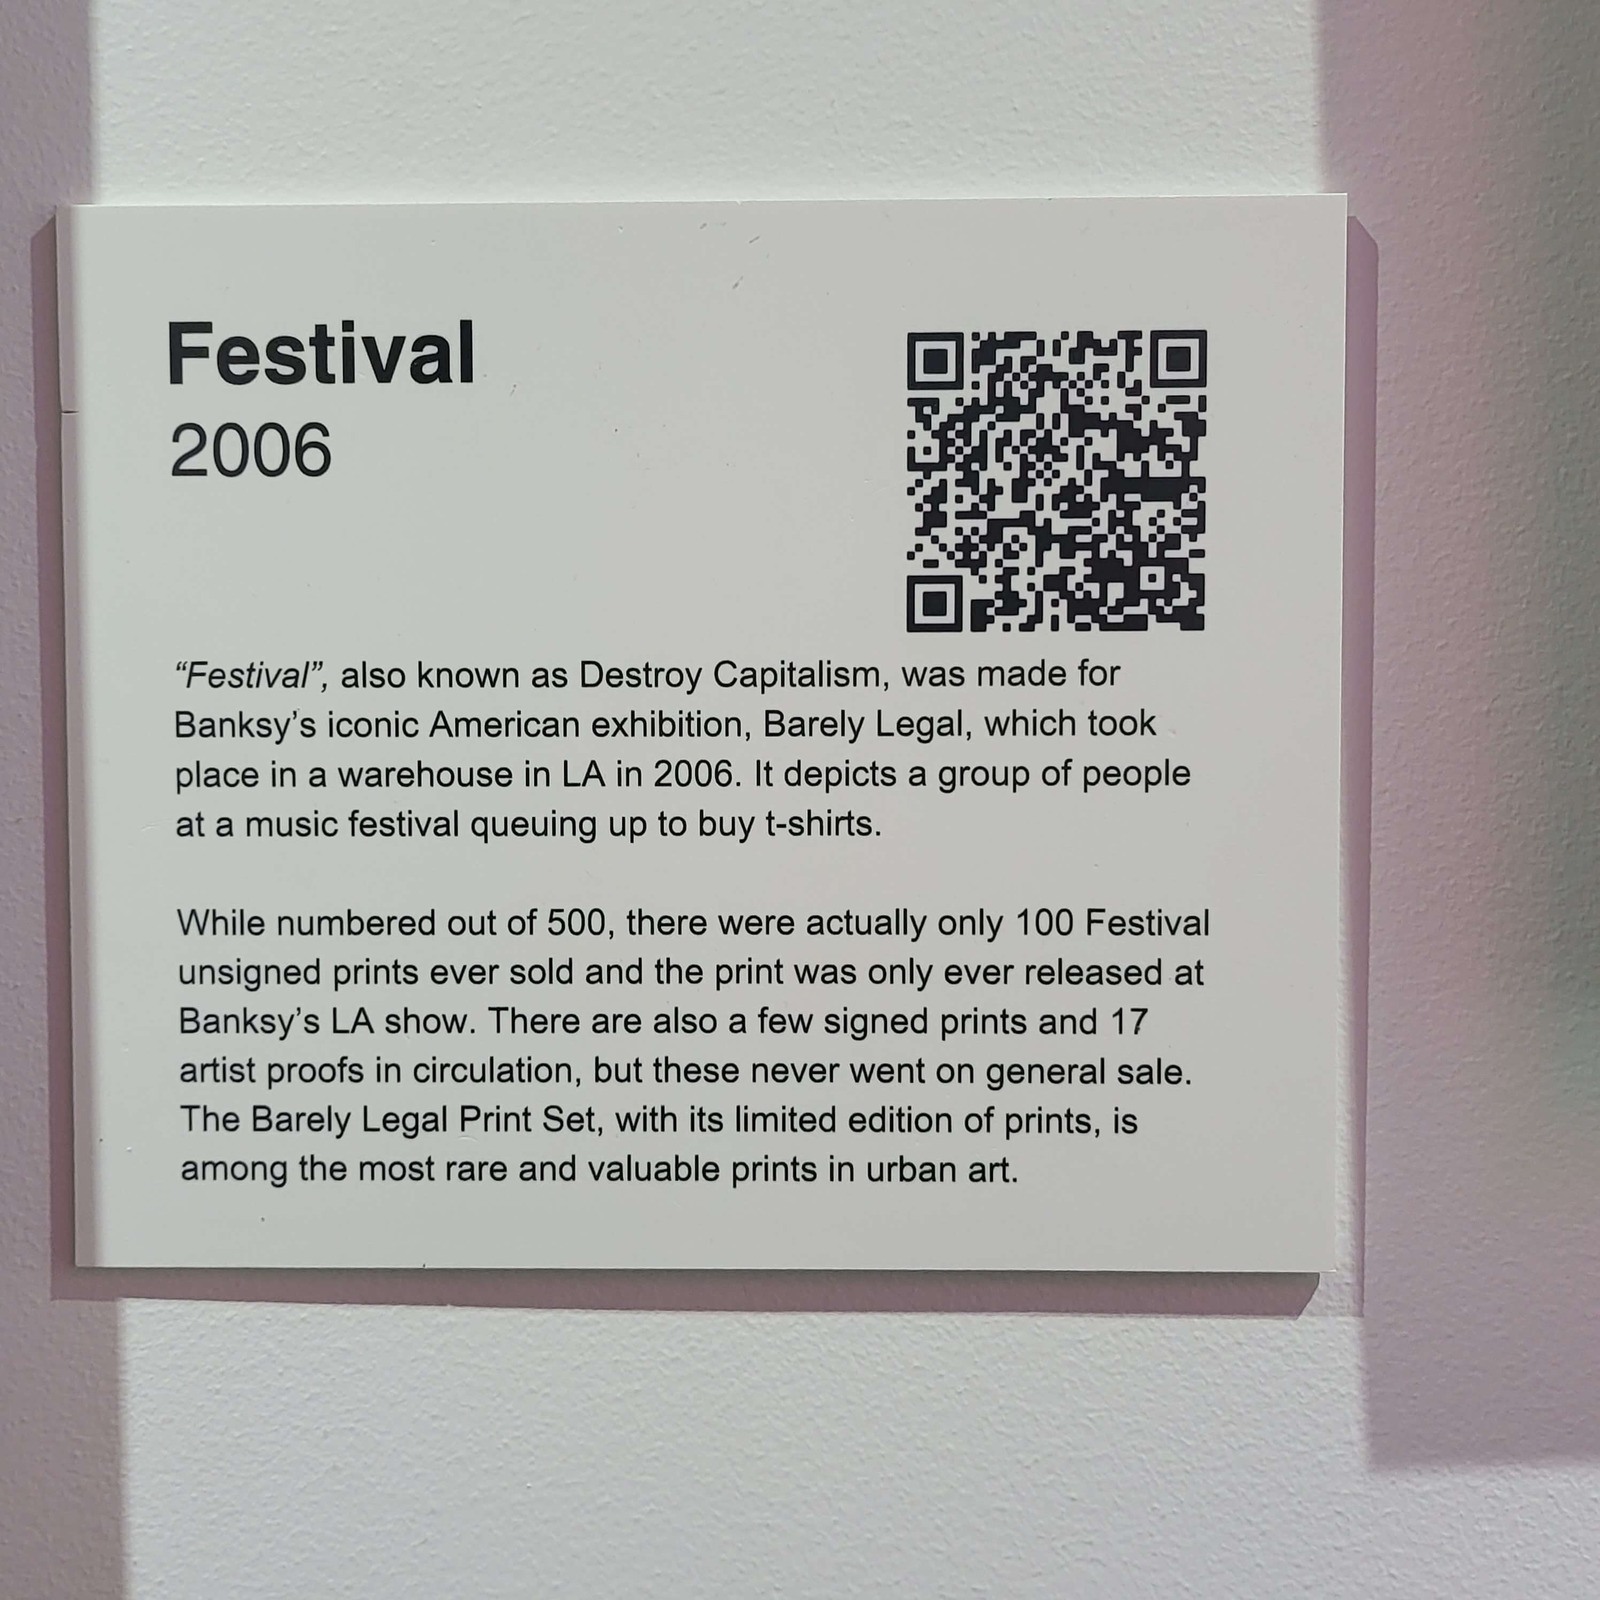 Festival
2006
“Festival”, also known as Destroy Capitalism, was made for
Banksy’s iconic American exhibition, Barely Legal, which took
place in a warehouse in LA in 2006. It depicts a group of people
at a music festival queuing up to buy t-shirts.
While numbered out of 500, there were actually only 100 Festival
unsigned prints ever sold and the print was only ever released at
Banksy’s LA show. There are also a few signed prints and 17
artist proofs in circulation, but these never went on general sale.
The Barely Legal Print Set, with its limited edition of prints, is
among the most rare and valuable prints in urban art.